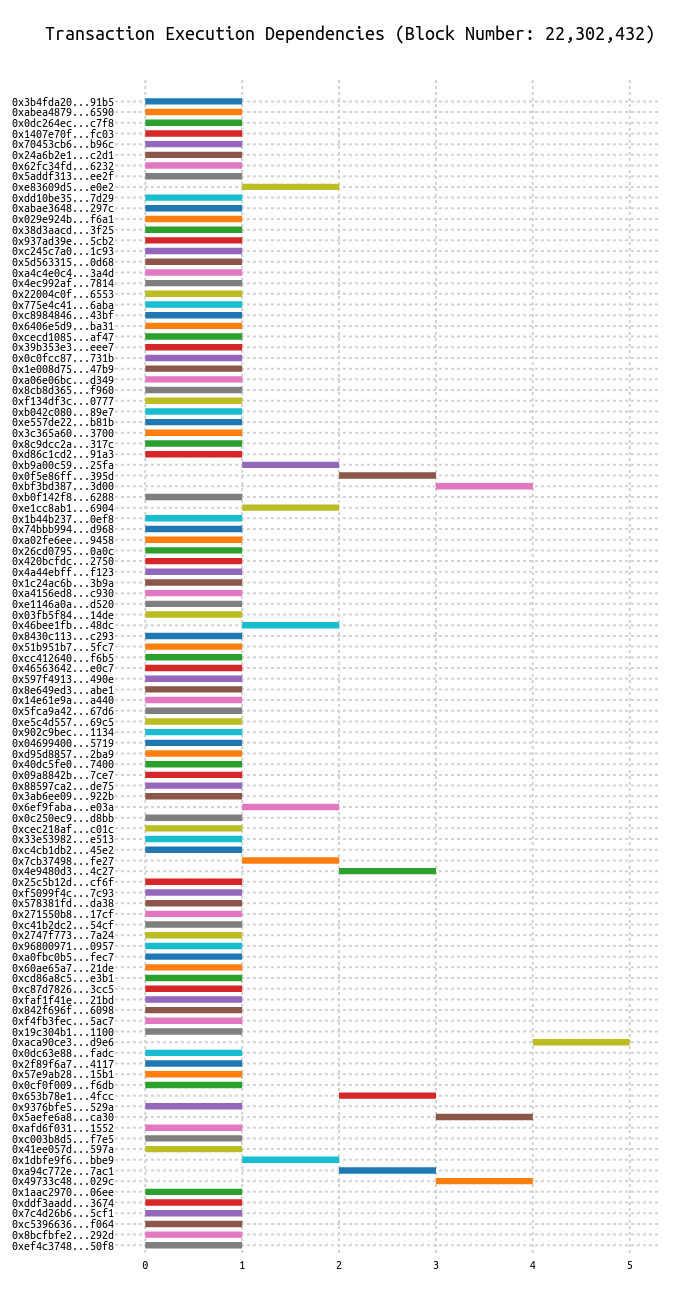 Transaction Execution Dependencies (Block Number: 22,302,432)
0x3b4fda20...91b5
0xabea4879...6590
0x0dc264ec...c7f8
0x1407e70f...fc03
0x70453cb6...b96c
0x24a6b2e1...c2d1
0x62fc34fd...6232
0x5addf313...ee2f
0xe83609d5...e0e2
0xdd10be35...7d29
0xabae3648...297c
0x029e924b...f6a1
0x38d3aacd...3f25
0x937ad39e...5cb2
0xc245c7a0...1c93
0x5d563315...0d68
0xa4c4e0c4...3a4d
0x4ec992af...7814
0x22004c0f...6553
0x775e4c41...6aba
0xc8984846...43bf
0x6406e5d9...ba31
0xcecd1085...af47
0x39b353e3...eee7
0x0c0fcc87...731b
0x1e008d75...47b9
0xa06e06bc...d349
0x8cb8d365...f960
0xf134df3c...0777
0xb042c080...89e7
0xe557de22...b81b
0x3c365a60...3700
0x8c9dcc2a...317c
0xd86c1cd2...91a3
0xb9a00c59...25fa
0x0f5e86ff...395d
0xbf3bd387...3d00
0xb0f142f8...6288
0xe1cc8ab1...6904
0x1b44b237...0ef8
0x74bbb994...d968
0xa02fe6ee...9458
0x26cd0795...0a0c
0x420bcfdc...2750
0x4a44ebff...f123
0x1c24ac6b...3b9a
0xa4156ed8...c930
0xe1146a0a...d520
0x03fb5f84...14de
0x46bee1fb...48dc
0x8430c113...c293
0x51b951b7...5fc7
0xcc412640...f6b5
0x46563642...e0c7
0x597f4913...490e
0x8e649ed3...abe1
0x14e61e9a...a440
0x5fca9a42...67d6
0xe5c4d557...69c5
0x902c9bec...1134
0x04699400...5719
0xd95d8857...2ba9
0x40dc5fe0...7400
0x09a8842b...7ce7
0x88597ca2...de75
0x3ab6ee09...922b
0x6ef9faba...e03a
0x0c250ec9...d8bb
0xcec218af...c01c
0x33e53982...e513
0xc4cb1db2...45e2
0x7cb37498...fe27
0x4e9480d3...4c27
0x25c5b12d...cf6f
0xf5099f4c...7c93
0x578381fd...da38
0x271550b8...17cf
0xc41b2dc2...54cf
0x2747f773...7a24
0x96800971...0957
0xa0fbc0b5...fec7
0x60ae65a7...21de
0xcd86a8c5...e3b1
0xc87d7826...3cc5
0xfaf1f41e...21bd
0x842f696f...6098
0xf4fb3fec...5ac7
0x19c304b1...1100
0xaca90ce3...d9e6
0x0dc63e88...fadc
0x2f89f6a7...4117
0x57e9ab28...15b1
0x0cf0f009...f6db
0x653b78e1...4fcc
0x9376bfe5...529a
0x5aefe6a8...ca30
0xafd6f031...1552
0xc003b8d5...f7e5
0x41ee057d...597a
0x1dbfe9f6...bbe9
0xa94c772e...7ac1
0x49733c48...029c
0x1aac2970...06ee
0xddf3aadd...3674
0x7c4d26b6...5cf1
0xc5396636...f064
0x8bcfbfe2...292d
0xef4c3748...50f8
0 1 2 3 4 5